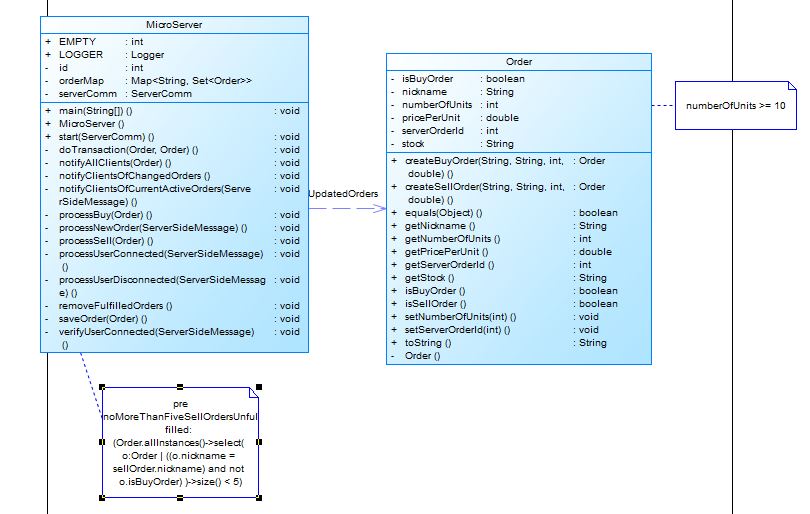 MicroServer
+ EMPTY : int
+ LOGGER : Logger
- id : int
- orderMap : Map<String, Set<Order>>
- serverComm : ServerComm
+ main(String[]) () : void
+ MicroServer ()
+ start(ServerComm) () : void
- doTransaction(Order, Order) () : void
- notifyAllClients(Order) () : void
- notifyClientsOfChangedOrders () : void
- notifyClientsOfCurrentActiveOrders(Serve : void
rSideMessage) ()
- processBuy(Order) () : void
- processNewOrder(ServerSideMessage) () : void
- processSell(Order) () : void
- processUserConnected(ServerSideMessage) : void
()
- processUserDisconnected(ServerSideMessag : void
e) ()
- removeFulfilledOrders () : void
- saveOrder(Order) () : void
- verifyUserConnected(ServerSideMessage) : void
()
UpdatedOrders
Order
- isBuyOrder : boolean
- nickname : String
- numberOfUnits : int
- pricePerUnit : double
- serverOrderId : int
- stock : String
+ createBuyOrder(String, String, int, : Order
double) ()
+ createSellOrder(String, String, int, : Order
double) ()
+ equals(Object) () : boolean
+ getNickname () : String
+ getNumberOfUnits () : int
+ getPricePerUnit () : double
+ getServerOrderId () : int
+ getStock () : String
+ isBuyOrder () : boolean
+ isSellOrder () : boolean
+ setNumberOfUnits(int) () : void
+ setServerOrderId(int) () : void
+ toString () : String
- Order ()
numberOfUnits >= 10
pre
noMoreThanFiveSellOrdersUnful
filled:
(Order.allInstances()->select(
o:Order | ((o.nickname =
sellOrder.nickname) and not
o.isBuyOrder) )->size() < 5)